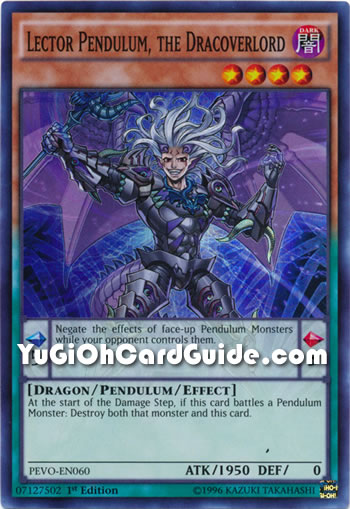 LECTOR PENDULUM, THE DRACOVERLORD
DARK
闇
Negate the effects of face-up Pendulum Monsters
while your opponent controls them.
YuGiOhCardGuide.com
[Dragon/Pendulum/Effect]
At the start of the Damage Step, if this card battles a Pendulum
Monster: Destroy both that monster and this card.
PEVO-EN060
ATK/1950 DEF/ 0
07127502
1st Edition
©1996 KAZUKI TAKAHASHI